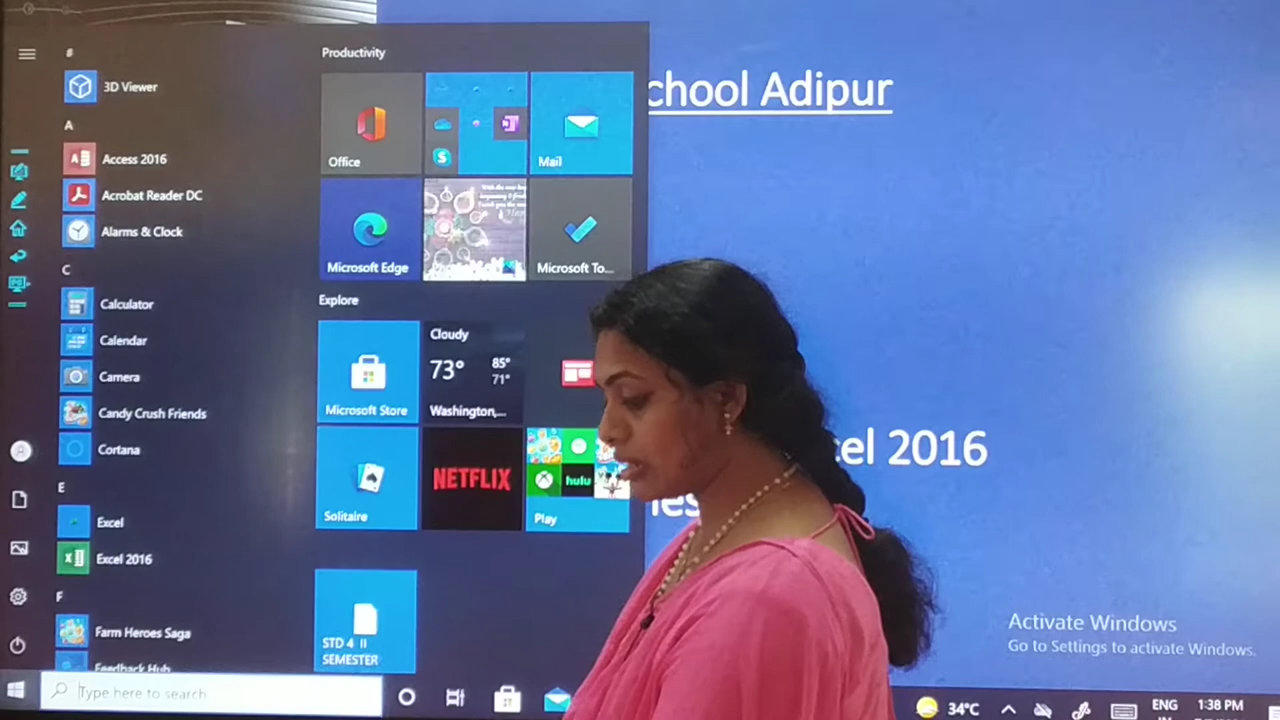 #
3D Viewer
A
Access 2016
Acrobat Reader DC
Alarms & Clock
C
Calculator
Calendar
Camera
Candy Crush Friends
Cortana
E
Excel
Excel 2016
F
Farm Heroes Saga
Feedback Hub
Productivity
Office
Mail
Microsoft Edge
Microsoft To...
Explore
Microsoft Store
Cloudy
73°
85°
71°
Washington,...
Solitaire
NETFLIX
hulu
Play
STD 4 II
SEMESTER
chool Adipur
cel 2016
Activate Windows
Go to Settings to activate Windows.
Type here to search
34°C
ENG
IN
1:38 PM